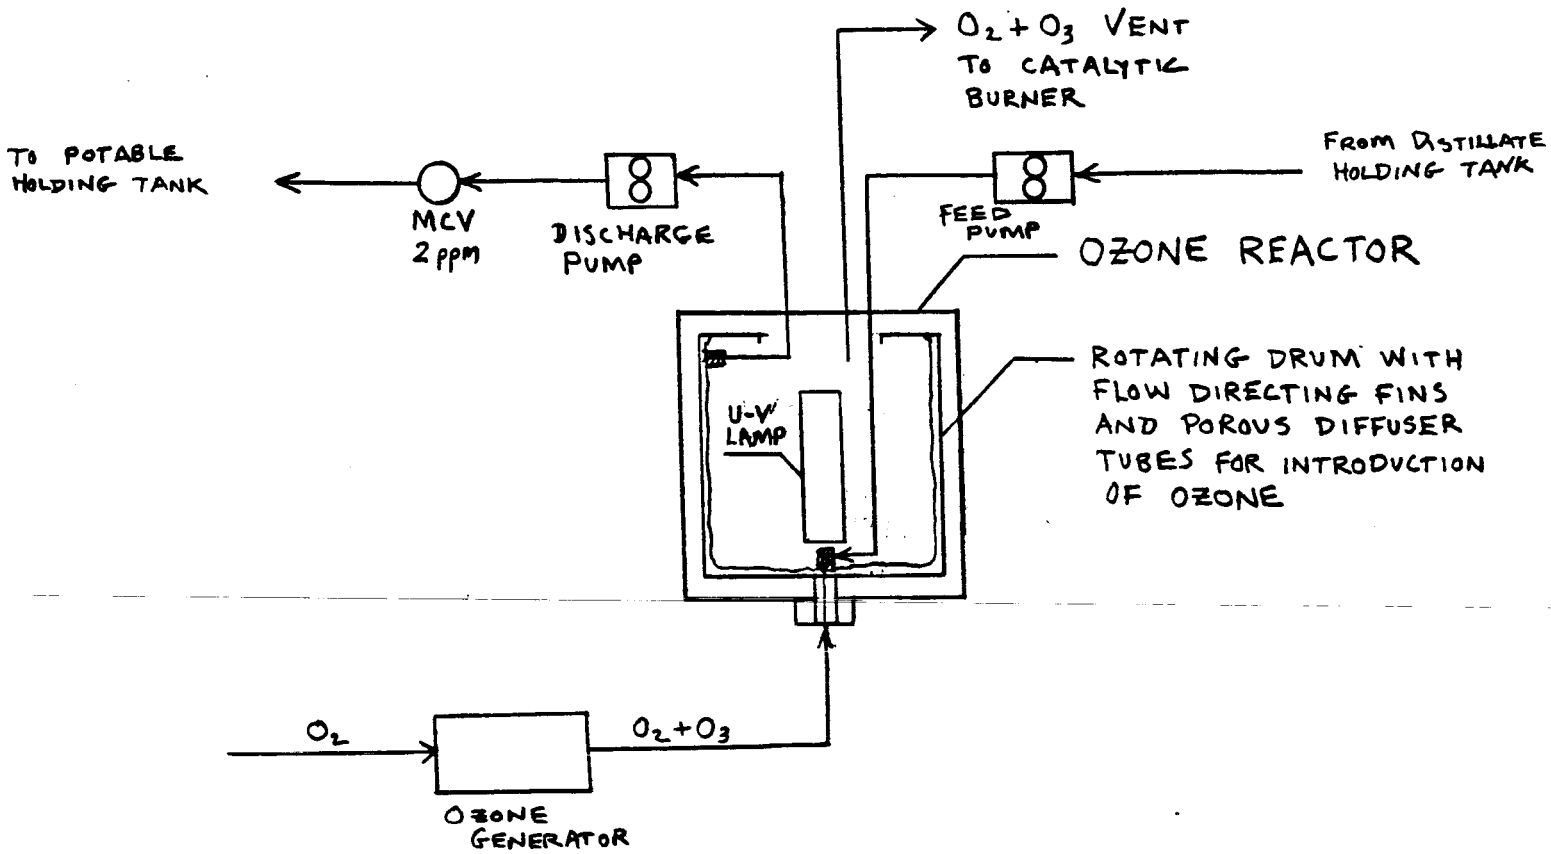 O2 + O3 VENT
TO CATALYTIC
BURNER
TO POTABLE
HOLDING TANK
MCV
2 ppm
DISCHARGE
PUMP
FEED
PUMP
FROM DISTILLATE
HOLDING TANK
OZONE REACTOR
ROTATING DRUM WITH
FLOW DIRECTING FINS
AND POROUS DIFFUSER
TUBES FOR INTRODUCTION
OF OZONE
U-V
LAMP
O2
O2+O3
OZONE
GENERATOR